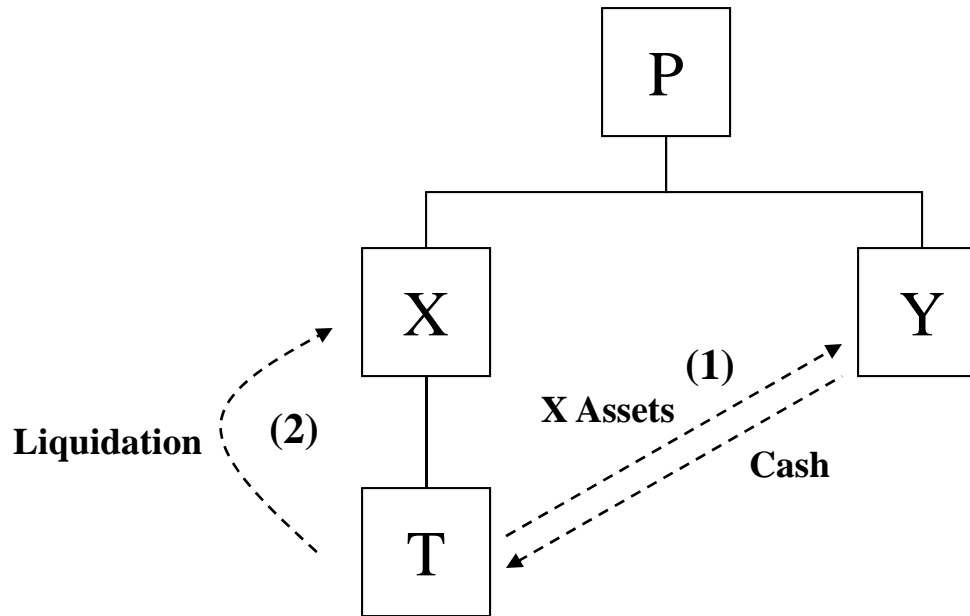 P
X
Y
(1)
X Assets
(2)
Liquidation
Cash
T